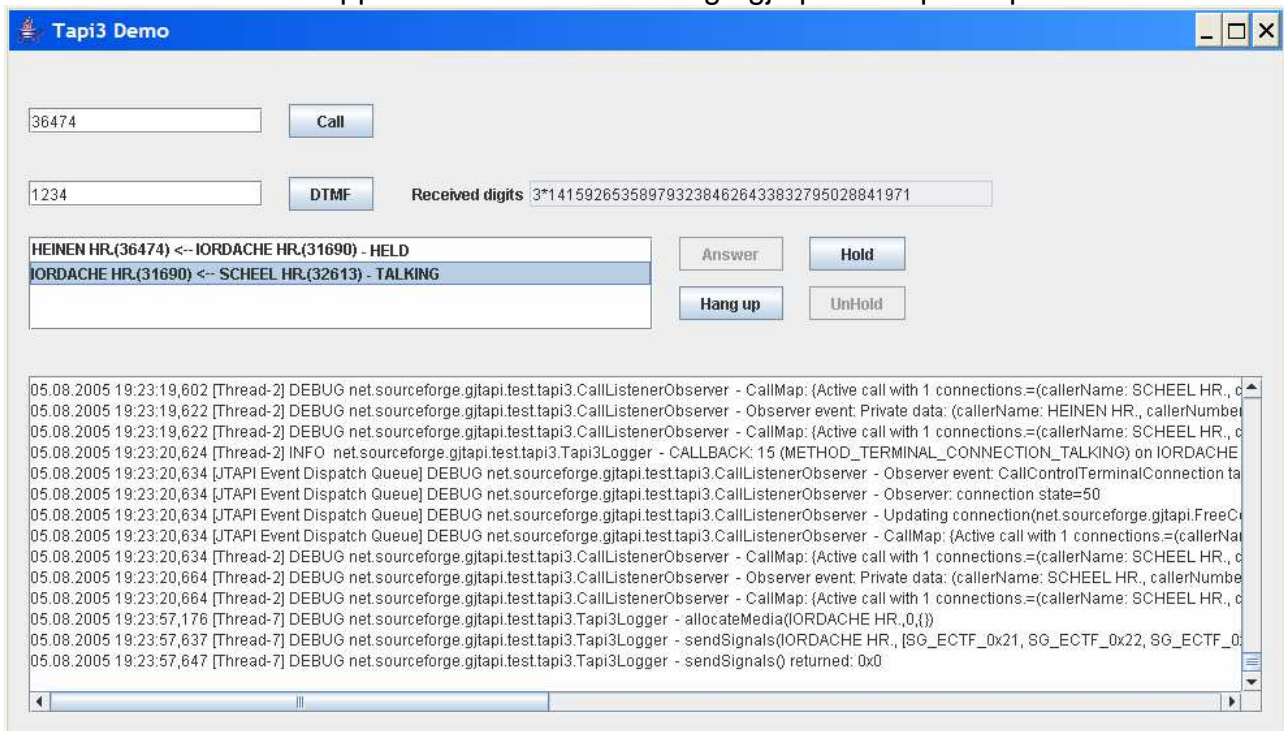 Tapi3 Demo
36474 Call
1234 DTMF Received digits 3*1415926535897932384626433832795028841971
HEINEN HR.(36474) <-- IORDACHE HR.(31690) - HELD
IORDACHE HR.(31690) <-- SCHEEL HR.(32613) - TALKING
Answer Hold
Hang up UnHold
05.08.2005 19:23:19,602 [Thread-2] DEBUG net.sourceforge.gjtapi.test.tapi3.CallListenerObserver - CallMap: {Active call with 1 connections.=(callerName: SCHEEL HR., c
05.08.2005 19:23:19,622 [Thread-2] DEBUG net.sourceforge.gjtapi.test.tapi3.CallListenerObserver - Observer event: Private data: (callerName: HEINEN HR., callerNumber
05.08.2005 19:23:19,622 [Thread-2] DEBUG net.sourceforge.gjtapi.test.tapi3.CallListenerObserver - CallMap: {Active call with 1 connections.=(callerName: SCHEEL HR., c
05.08.2005 19:23:20,624 [Thread-2] INFO net.sourceforge.gjtapi.test.tapi3.Tapi3Logger - CALLBACK: 15 (METHOD_TERMINAL_CONNECTION_TALKING) on IORDACHE
05.08.2005 19:23:20,634 [JTAPI Event Dispatch Queue] DEBUG net.sourceforge.gjtapi.test.tapi3.CallListenerObserver - Observer event: CallControlTerminalConnection ta
05.08.2005 19:23:20,634 [JTAPI Event Dispatch Queue] DEBUG net.sourceforge.gjtapi.test.tapi3.CallListenerObserver - Observer: connection state=50
05.08.2005 19:23:20,634 [JTAPI Event Dispatch Queue] DEBUG net.sourceforge.gjtapi.test.tapi3.CallListenerObserver - Updating connection(net.sourceforge.gjtapi.FreeC
05.08.2005 19:23:20,634 [JTAPI Event Dispatch Queue] DEBUG net.sourceforge.gjtapi.test.tapi3.CallListenerObserver - CallMap: {Active call with 1 connections.=(callerNa
05.08.2005 19:23:20,634 [Thread-2] DEBUG net.sourceforge.gjtapi.test.tapi3.CallListenerObserver - CallMap: {Active call with 1 connections.=(callerName: SCHEEL HR., c
05.08.2005 19:23:20,664 [Thread-2] DEBUG net.sourceforge.gjtapi.test.tapi3.CallListenerObserver - Observer event: Private data: (callerName: SCHEEL HR., callerNumbe
05.08.2005 19:23:20,664 [Thread-2] DEBUG net.sourceforge.gjtapi.test.tapi3.CallListenerObserver - CallMap: {Active call with 1 connections.=(callerName: SCHEEL HR., c
05.08.2005 19:23:57,176 [Thread-7] DEBUG net.sourceforge.gjtapi.test.tapi3.Tapi3Logger - allocateMedia(IORDACHE HR.,0,{})
05.08.2005 19:23:57,637 [Thread-7] DEBUG net.sourceforge.gjtapi.test.tapi3.Tapi3Logger - sendSignals(IORDACHE HR., [SG_ECTF_0x21, SG_ECTF_0x22, SG_ECTF_0
05.08.2005 19:23:57,647 [Thread-7] DEBUG net.sourceforge.gjtapi.test.tapi3.Tapi3Logger - sendSignals() returned: 0x0